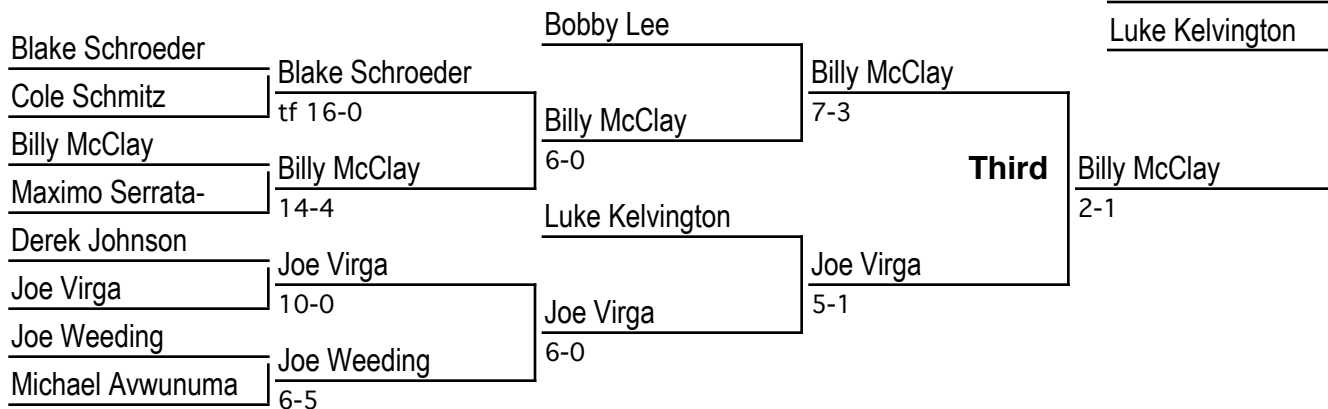 Blake Schroeder
Cole Schmitz
Billy McClay
Maximo Serrata-
Derek Johnson
Joe Virga
Joe Weeding
Michael Avwunuma
Blake Schroeder
tf 16-0
Billy McClay
14-4
Joe Virga
10-0
Joe Weeding
6-5
Bobby Lee
Billy McClay
6-0
Luke Kelvington
Joe Virga
6-0
Billy McClay
7-3
Joe Virga
5-1
Third
Billy McClay
2-1
Luke Kelvington